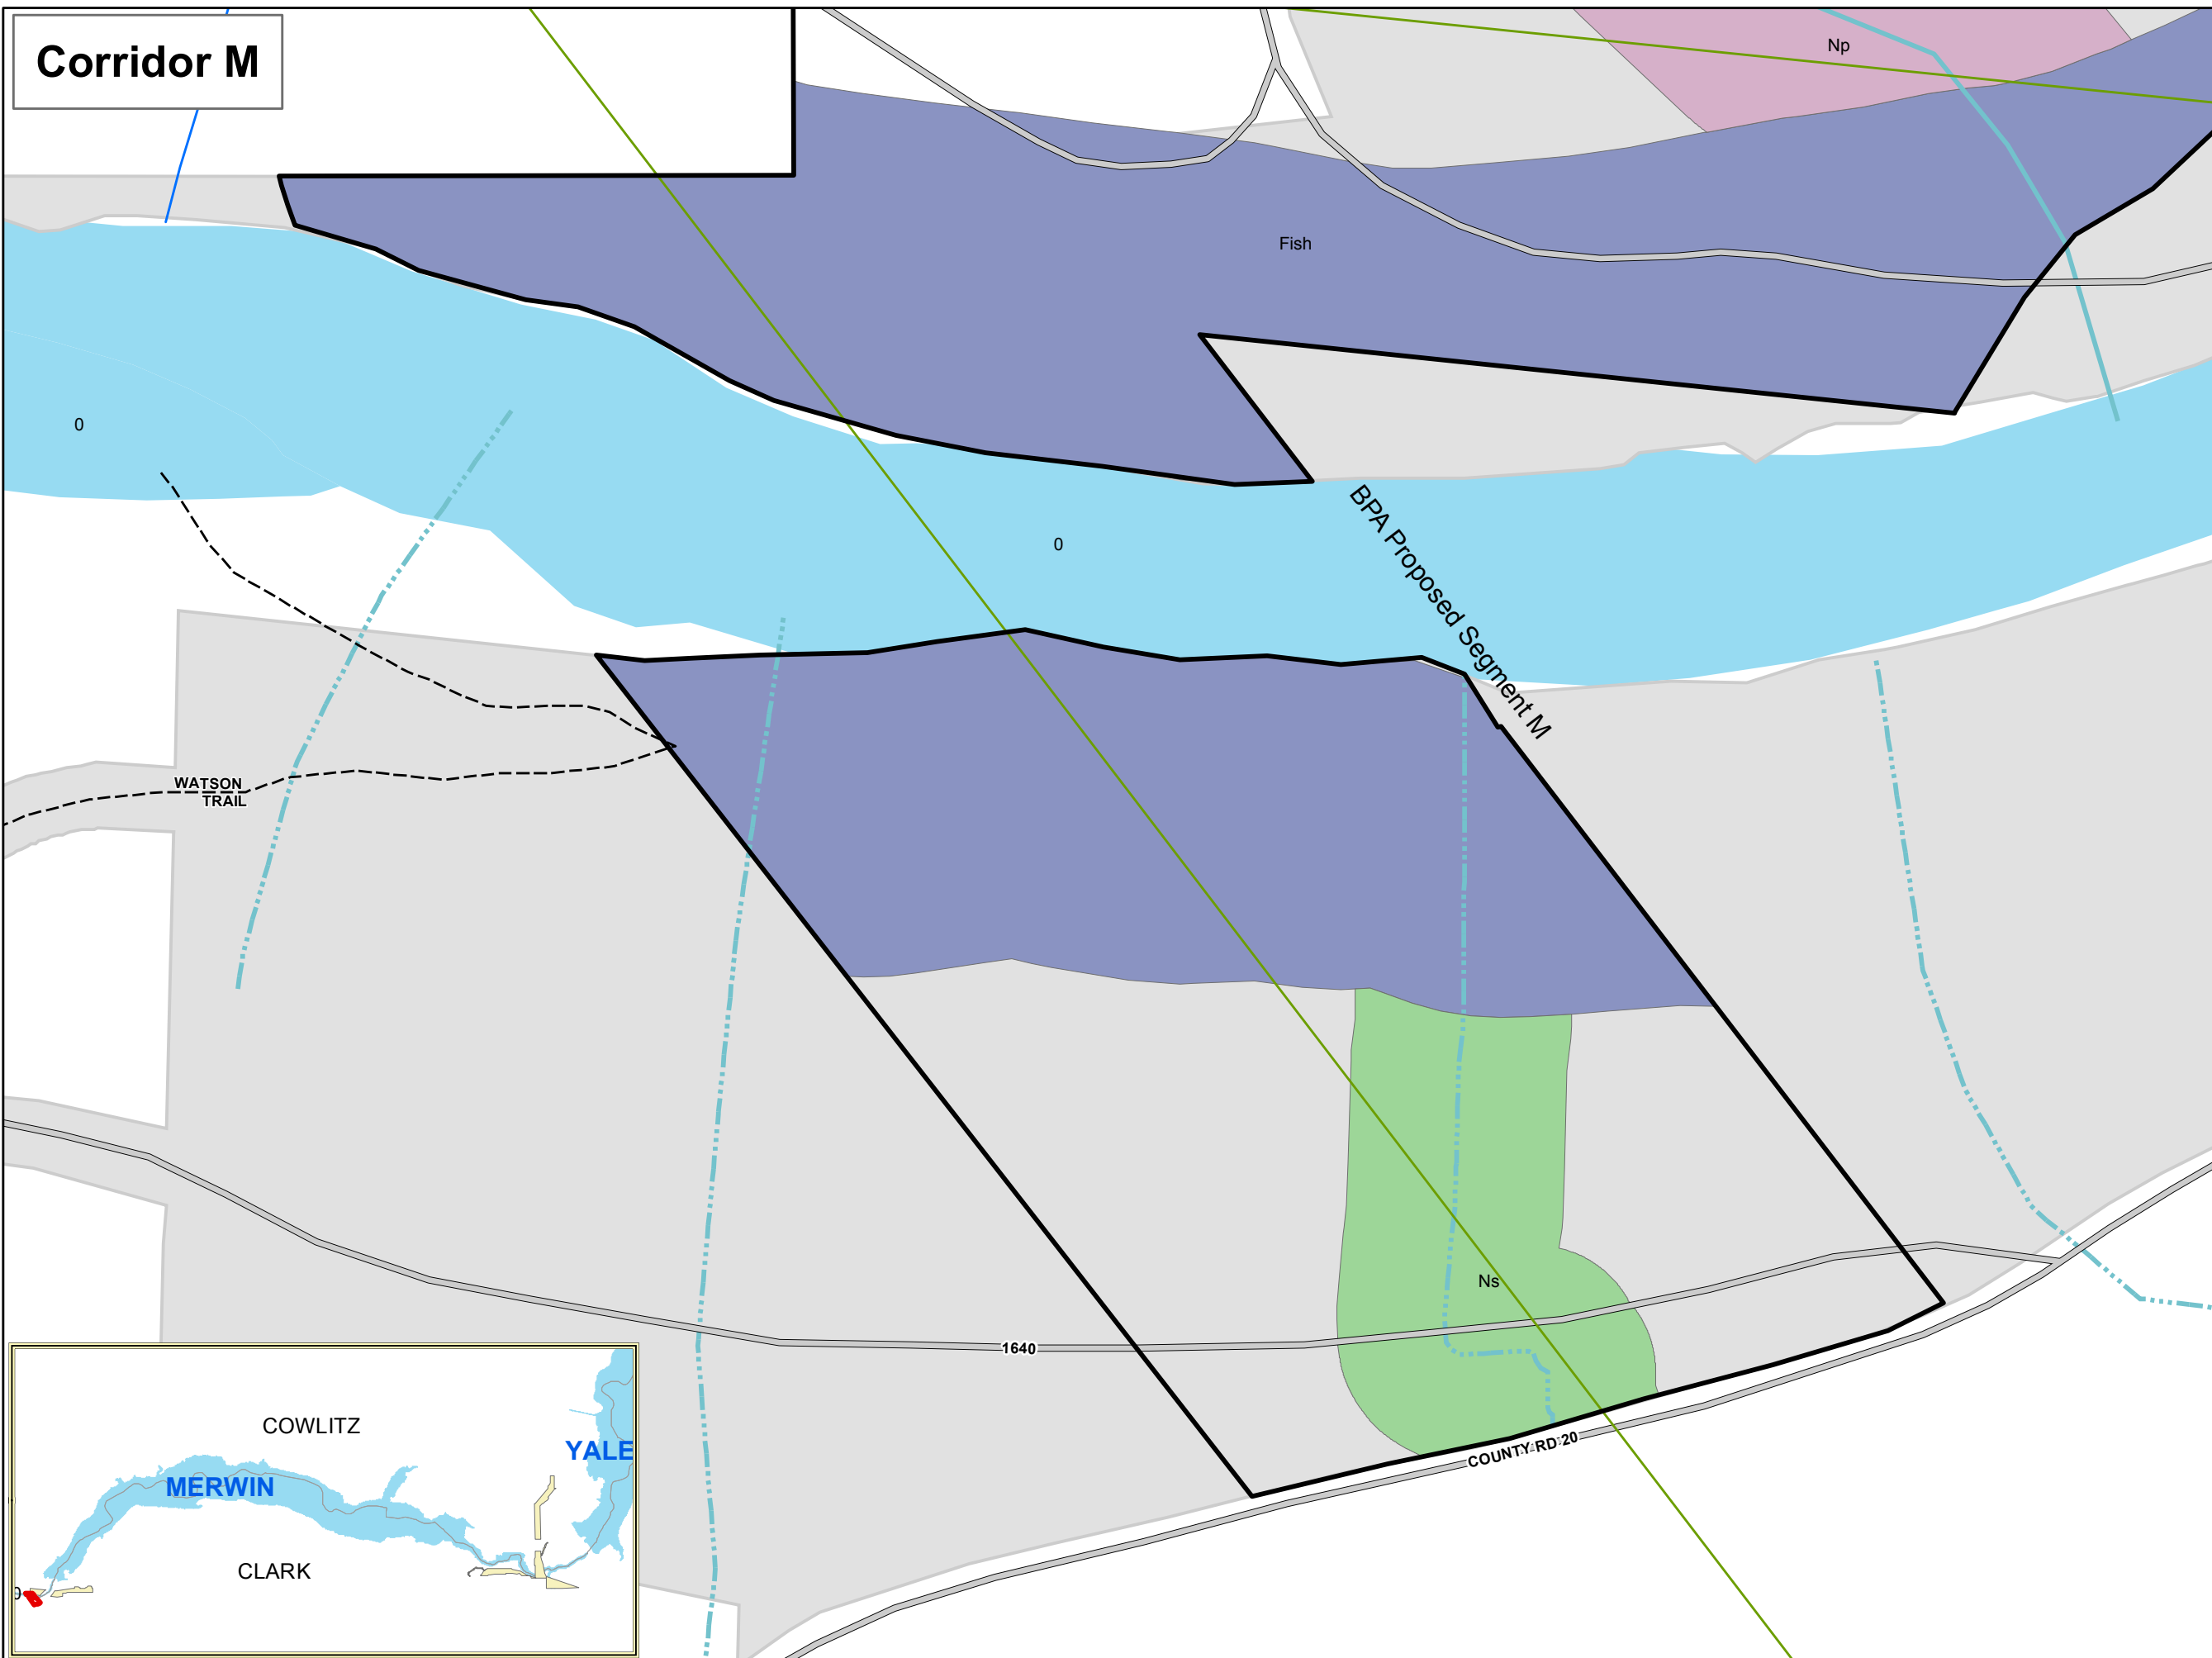 Corridor M
Np
Fish
0
0
BPA Proposed Segment M
WATSON
TRAIL
Ns
1640
COUNTY RD 20
COWLITZ
YALE
MERWIN
CLARK